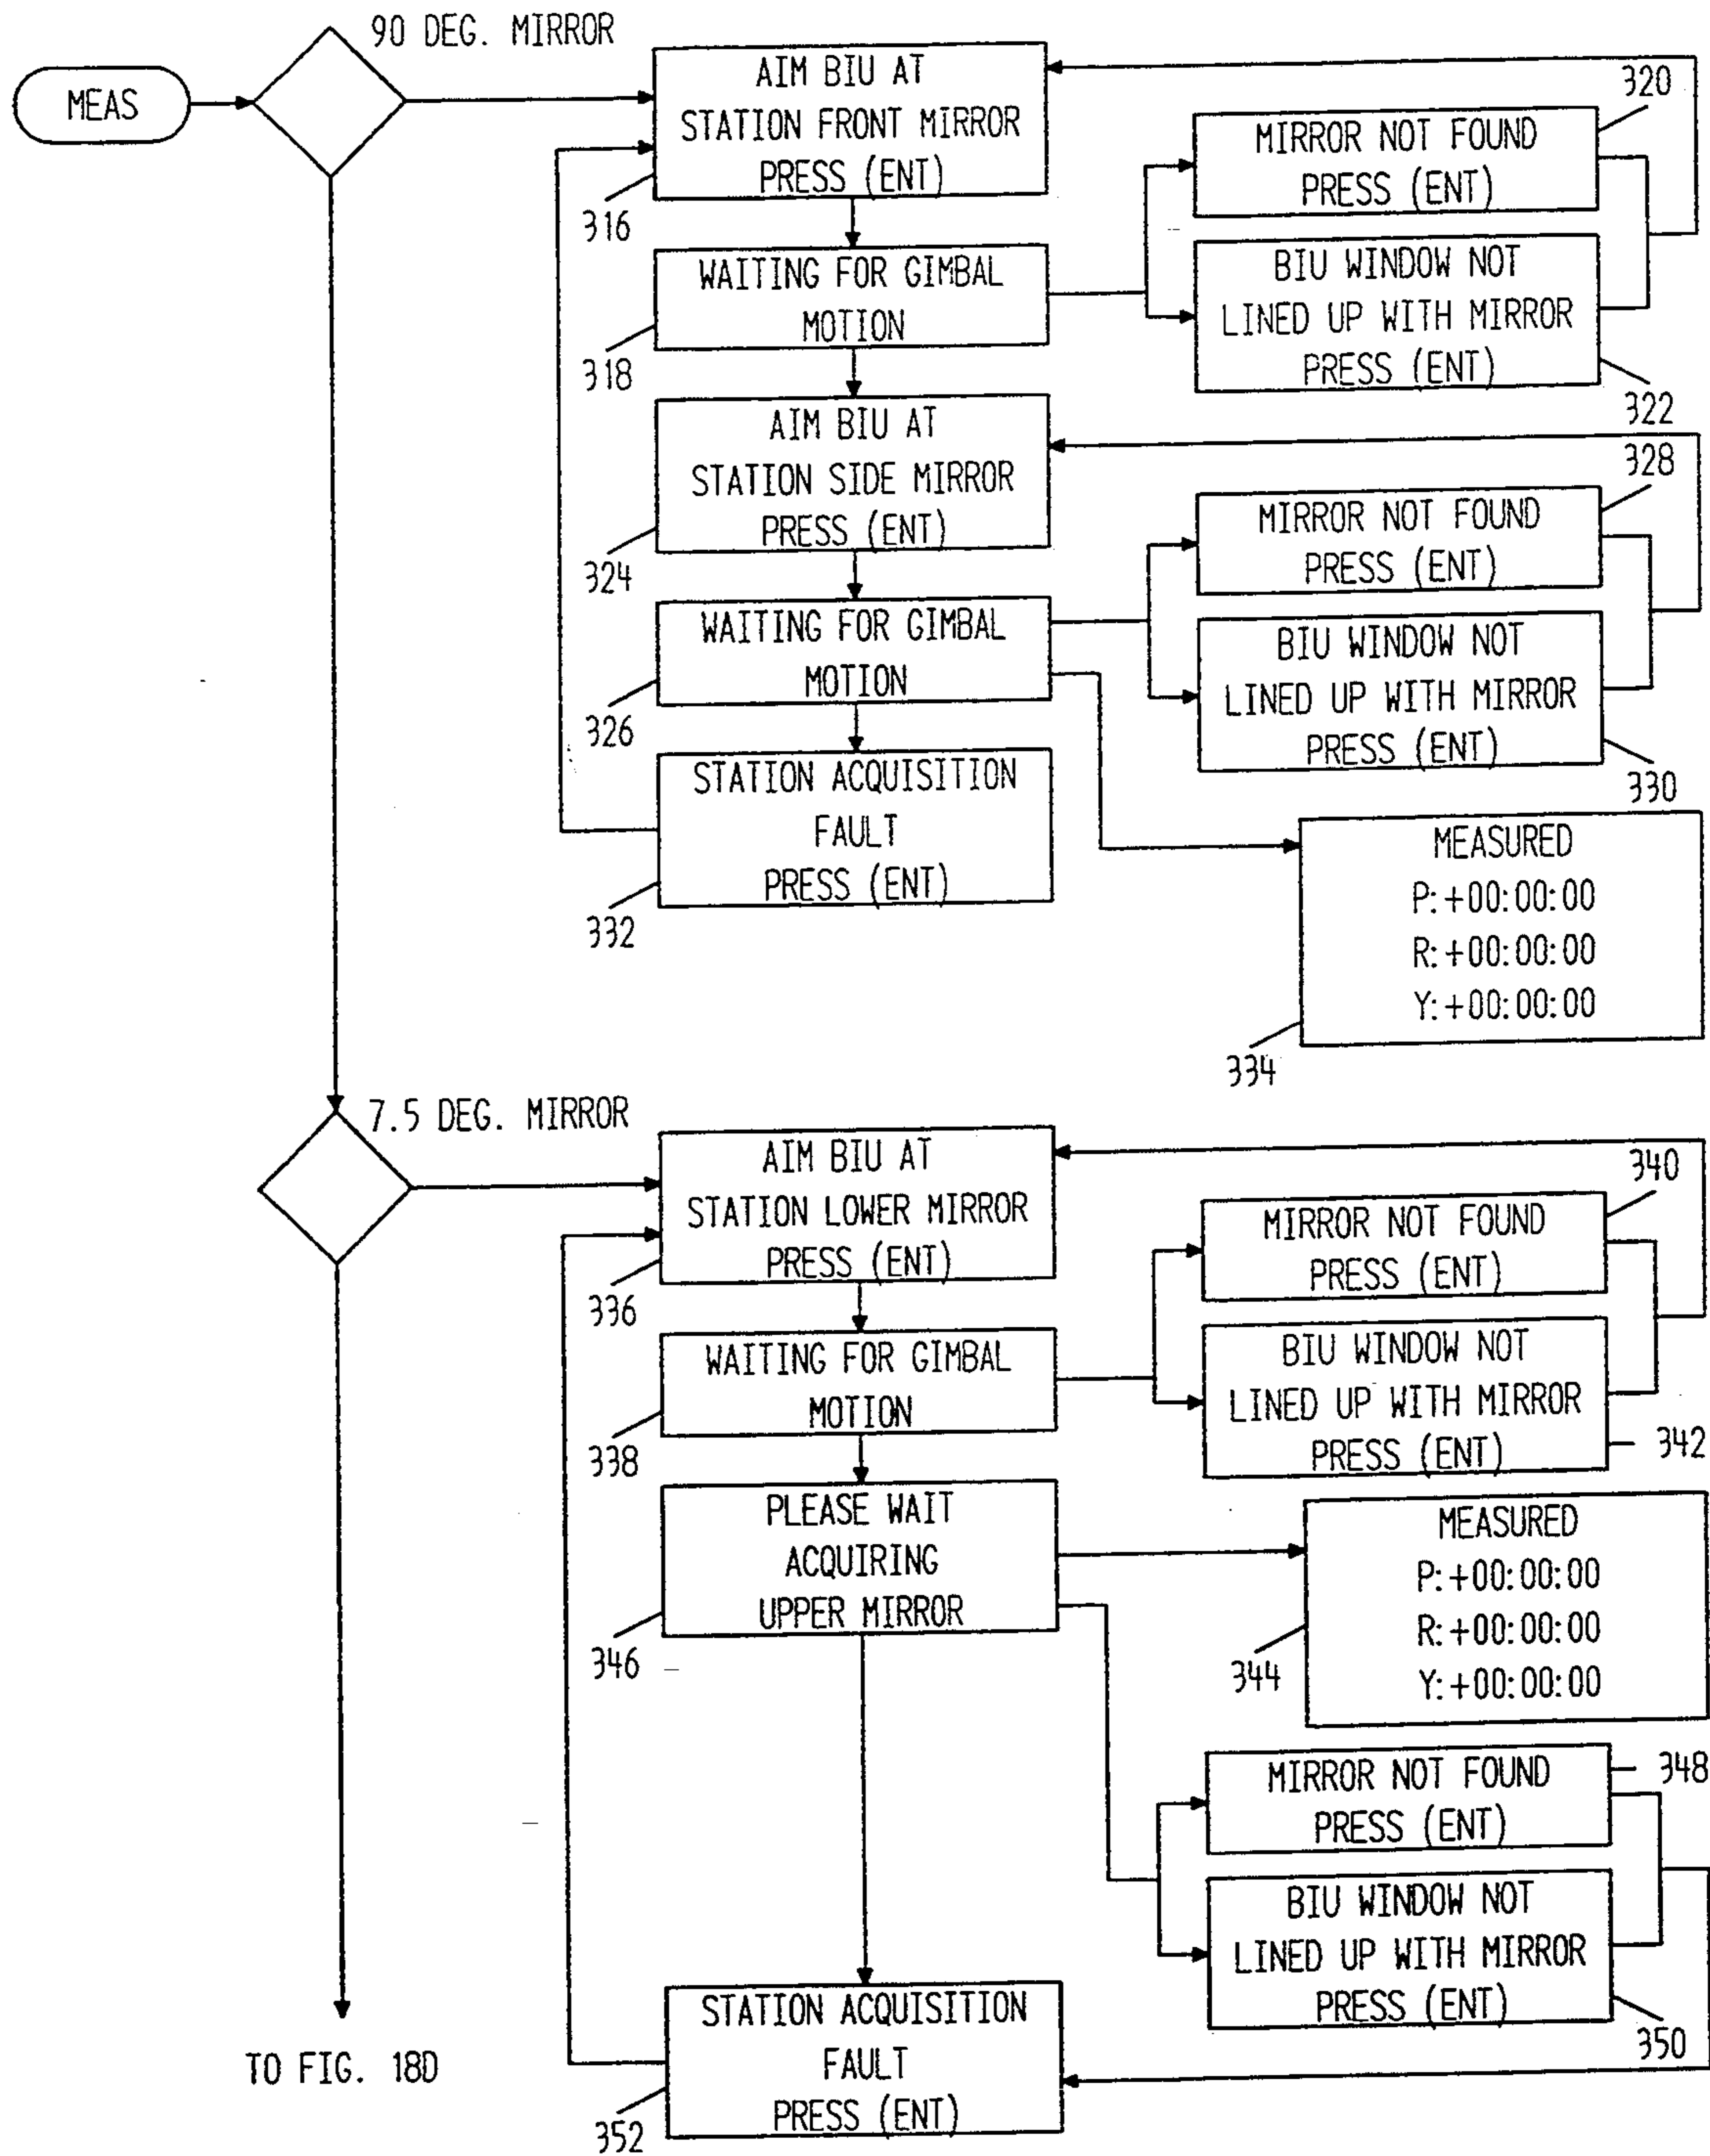 90 DEG. MIRROR
MEAS
AIM BIU AT
STATION FRONT MIRROR
PRESS (ENT)
316
320
MIRROR NOT FOUND
PRESS (ENT)
WAITING FOR GIMBAL
MOTION
318
BIU WINDOW NOT
LINED UP WITH MIRROR
PRESS (ENT)
322
AIM BIU AT
STATION SIDE MIRROR
PRESS (ENT)
324
328
MIRROR NOT FOUND
PRESS (ENT)
WAITING FOR GIMBAL
MOTION
326
BIU WINDOW NOT
LINED UP WITH MIRROR
PRESS (ENT)
330
STATION ACQUISITION
FAULT
PRESS (ENT)
332
MEASURED
P:+00:00:00
R:+00:00:00
Y:+00:00:00
334
7.5 DEG. MIRROR
AIM BIU AT
STATION LOWER MIRROR
PRESS (ENT)
336
340
MIRROR NOT FOUND
PRESS (ENT)
WAITING FOR GIMBAL
MOTION
338
BIU WINDOW NOT
LINED UP WITH MIRROR
PRESS (ENT)
342
PLEASE WAIT
ACQUIRING
UPPER MIRROR
346
MEASURED
P:+00:00:00
R:+00:00:00
Y:+00:00:00
344
MIRROR NOT FOUND
PRESS (ENT)
348
BIU WINDOW NOT
LINED UP WITH MIRROR
PRESS (ENT)
350
STATION ACQUISITION
FAULT
PRESS (ENT)
352
TO FIG. 18D